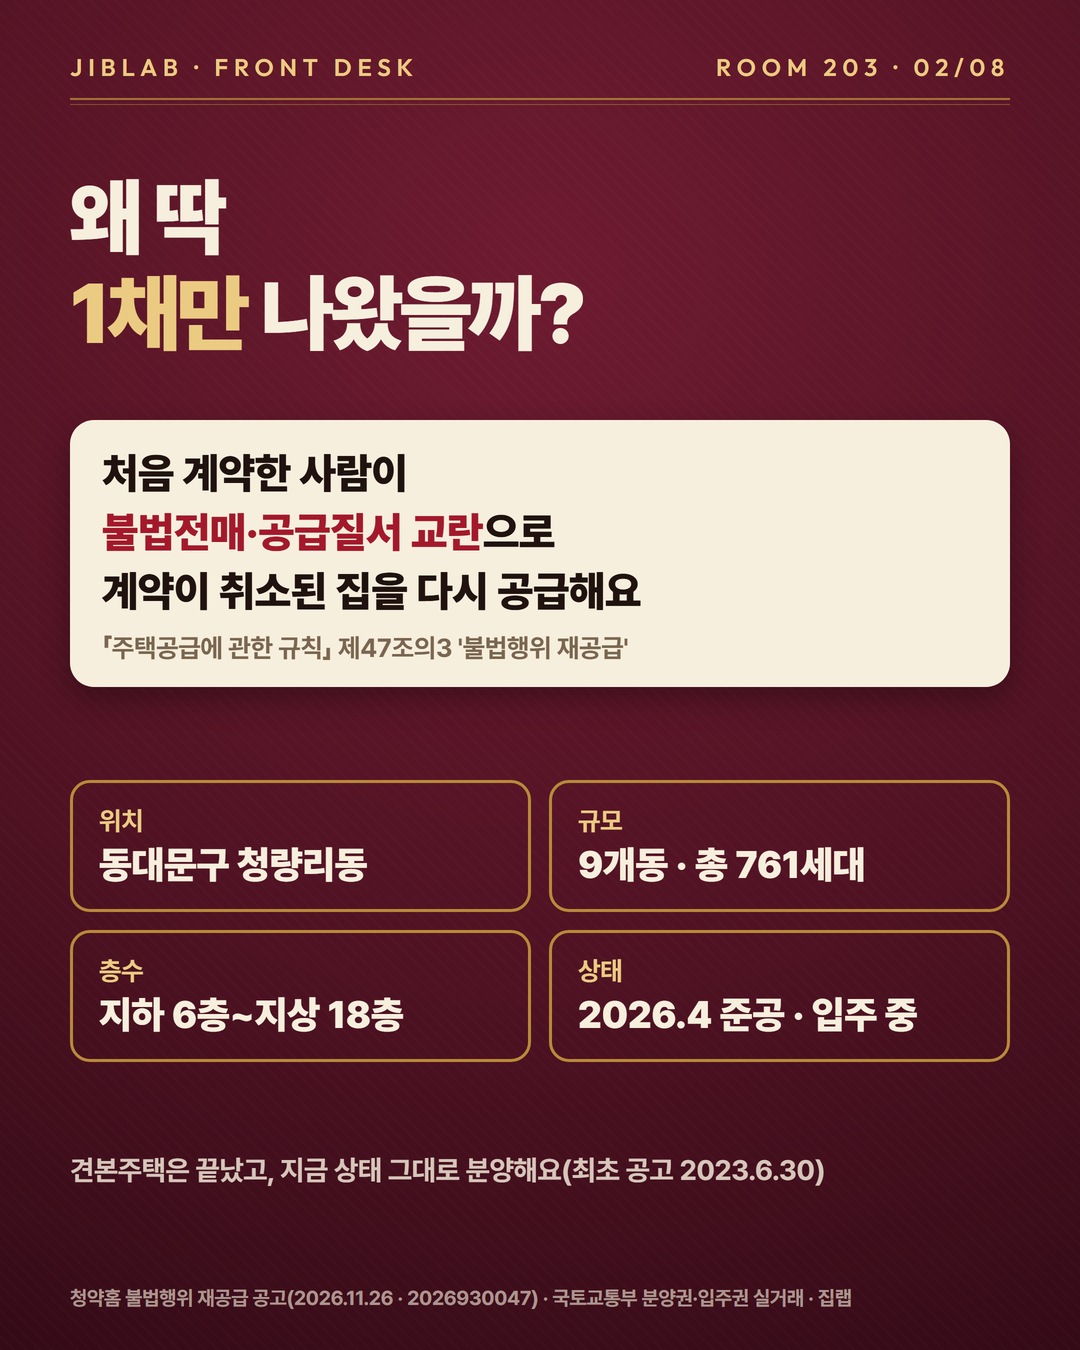 JIBLAB · FRONT DESK
ROOM 203 · 02/08
왜 딱
1채만 나왔을까?
처음 계약한 사람이
불법전매·공급질서 교란으로
계약이 취소된 집을 다시 공급해요
「주택공급에 관한 규칙」 제47조의3 '불법행위 재공급'
위치
동대문구 청량리동
규모
9개동 · 총 761세대
층수
지하 6층~지상 18층
상태
2026.4 준공 · 입주 중
견본주택은 끝났고, 지금 상태 그대로 분양해요(최초 공고 2023.6.30)
청약홈 불법행위 재공급 공고(2026.11.26 · 2026930047) · 국토교통부 분양권·입주권 실거래 · 집랩